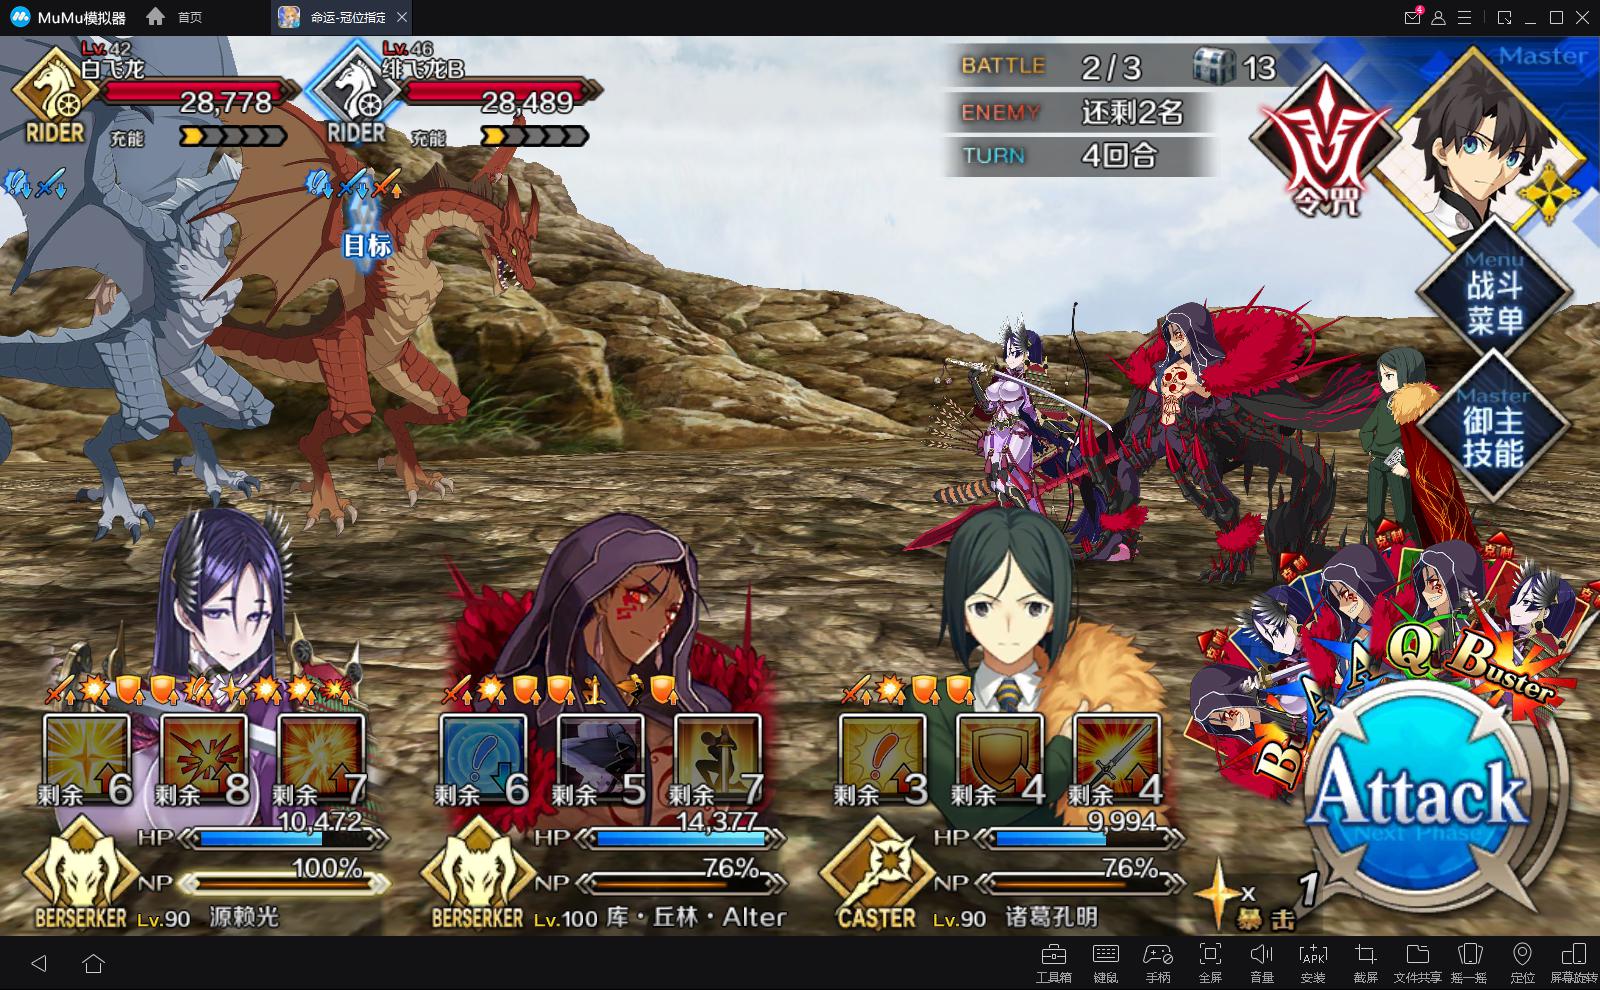 MuMu模拟器
首页
命运-冠位指定
4
Lv.42
白飞龙
28,778
RIDER
充能
Lv.46
绯飞龙B
28,489
RIDER
充能
目标
BATTLE 2/3 13
ENEMY 还剩2名
TURN 4回合
令咒
Master
Menu
战斗
菜单
Master
御主
技能
克制
克制
克制
B
A
A
Q
Buster
Attack
Next Phase
剩余 6
剩余 8
剩余 7
HP 10,472
NP 100%
BERSERKER Lv.90 源赖光
剩余 6
剩余 5
剩余 7
HP 14,377
NP 76%
BERSERKER Lv.100 库·丘林·Alter
剩余 3
剩余 4
剩余 4
HP 9,994
NP 76%
CASTER Lv.90 诸葛孔明
x 1
暴击
工具箱
键鼠
手柄
全屏
音量
APK
安装
截屏
文件共享
摇一摇
定位
屏幕旋转